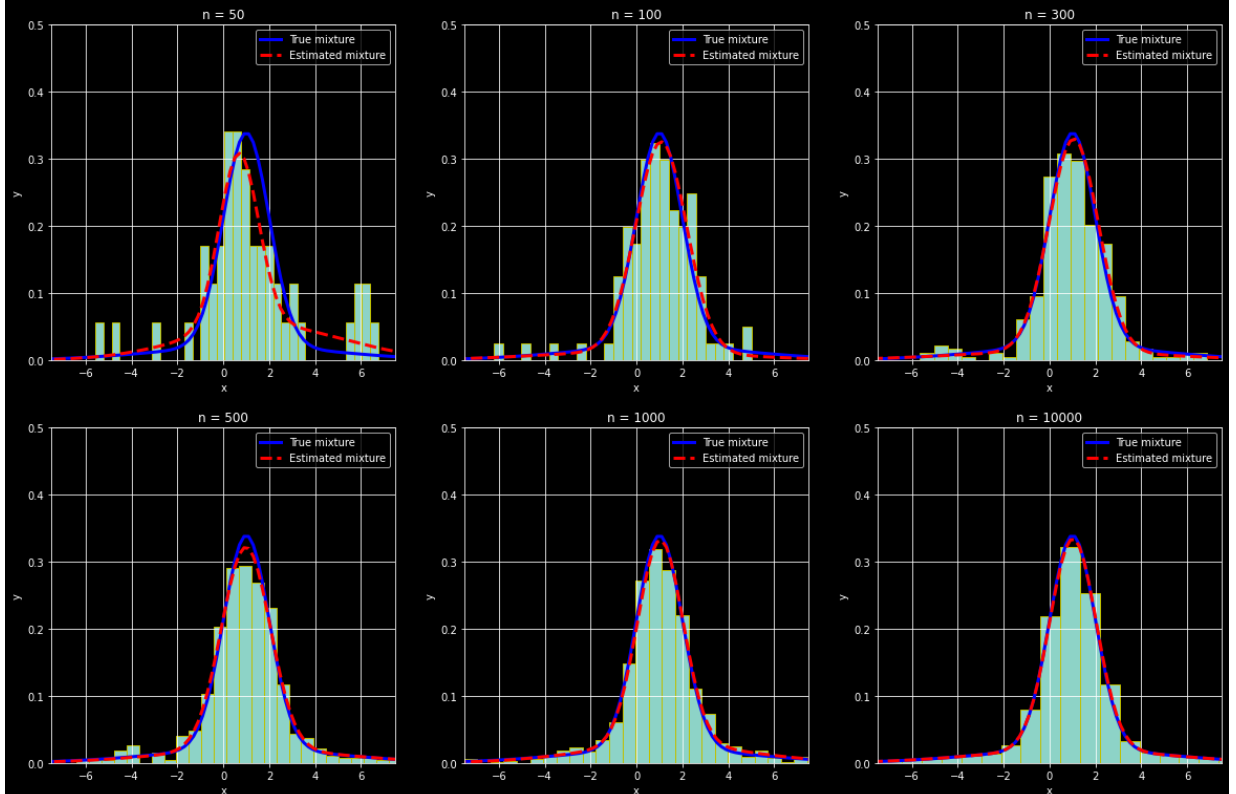 n = 50
0.5
0.4
0.3
0.2
0.1
0.0
y
True mixture
Estimated mixture
−6 −4 −2 0 2 4 6
x
n = 100
0.5
0.4
0.3
0.2
0.1
0.0
y
True mixture
Estimated mixture
−6 −4 −2 0 2 4 6
x
n = 300
0.5
0.4
0.3
0.2
0.1
0.0
y
True mixture
Estimated mixture
−6 −4 −2 0 2 4 6
x
n = 500
0.5
0.4
0.3
0.2
0.1
0.0
y
True mixture
Estimated mixture
−6 −4 −2 0 2 4 6
x
n = 1000
0.5
0.4
0.3
0.2
0.1
0.0
y
True mixture
Estimated mixture
−6 −4 −2 0 2 4 6
x
n = 10000
0.5
0.4
0.3
0.2
0.1
0.0
y
True mixture
Estimated mixture
−6 −4 −2 0 2 4 6
x